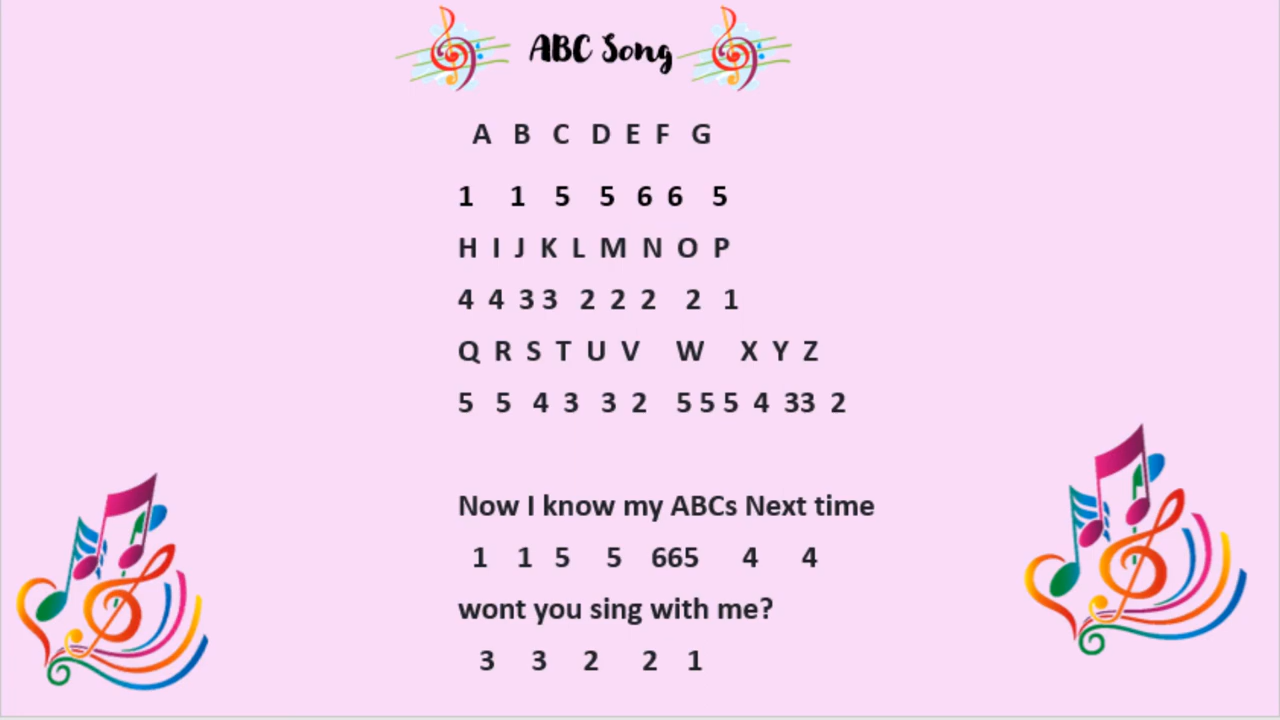 ABC Song
A B C D E F G
1 1 5 5 6 6 5
H I J K L M N O P
4 4 3 3 2 2 2 2 1
Q R S T U V W X Y Z
5 5 4 3 3 2 5 5 5 4 33 2
Now I know my ABCs Next time
1 1 5 5 665 4 4
wont you sing with me?
3 3 2 2 1